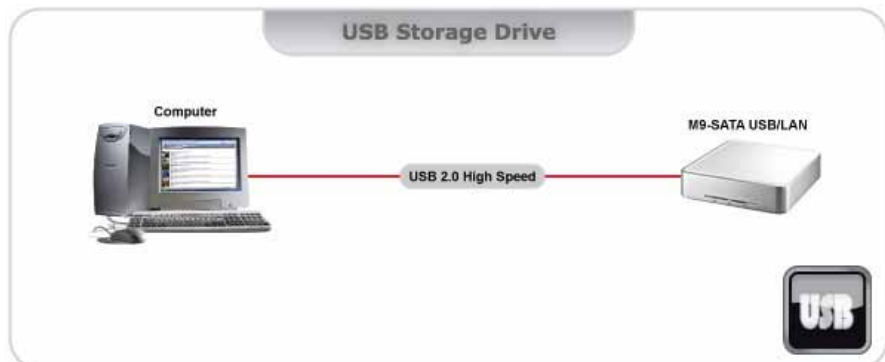 USB Storage Drive
Computer
M9-SATA USB/LAN
USB 2.0 High Speed
USB